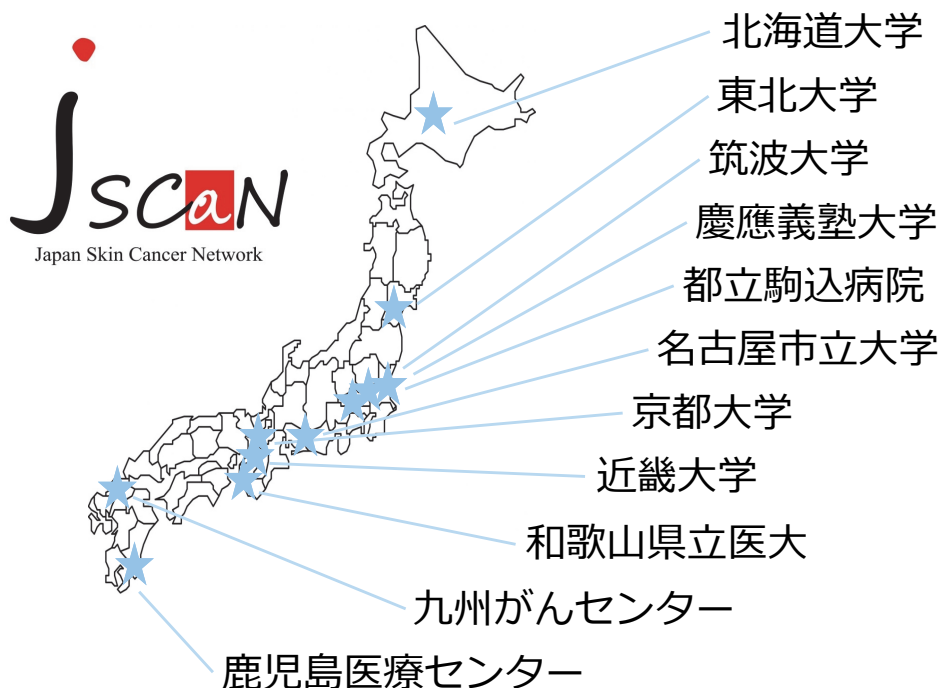 jSCaN
Japan Skin Cancer Network
北海道大学
東北大学
筑波大学
慶應義塾大学
都立駒込病院
名古屋市立大学
京都大学
近畿大学
和歌山県立医大
九州がんセンター
鹿児島医療センター